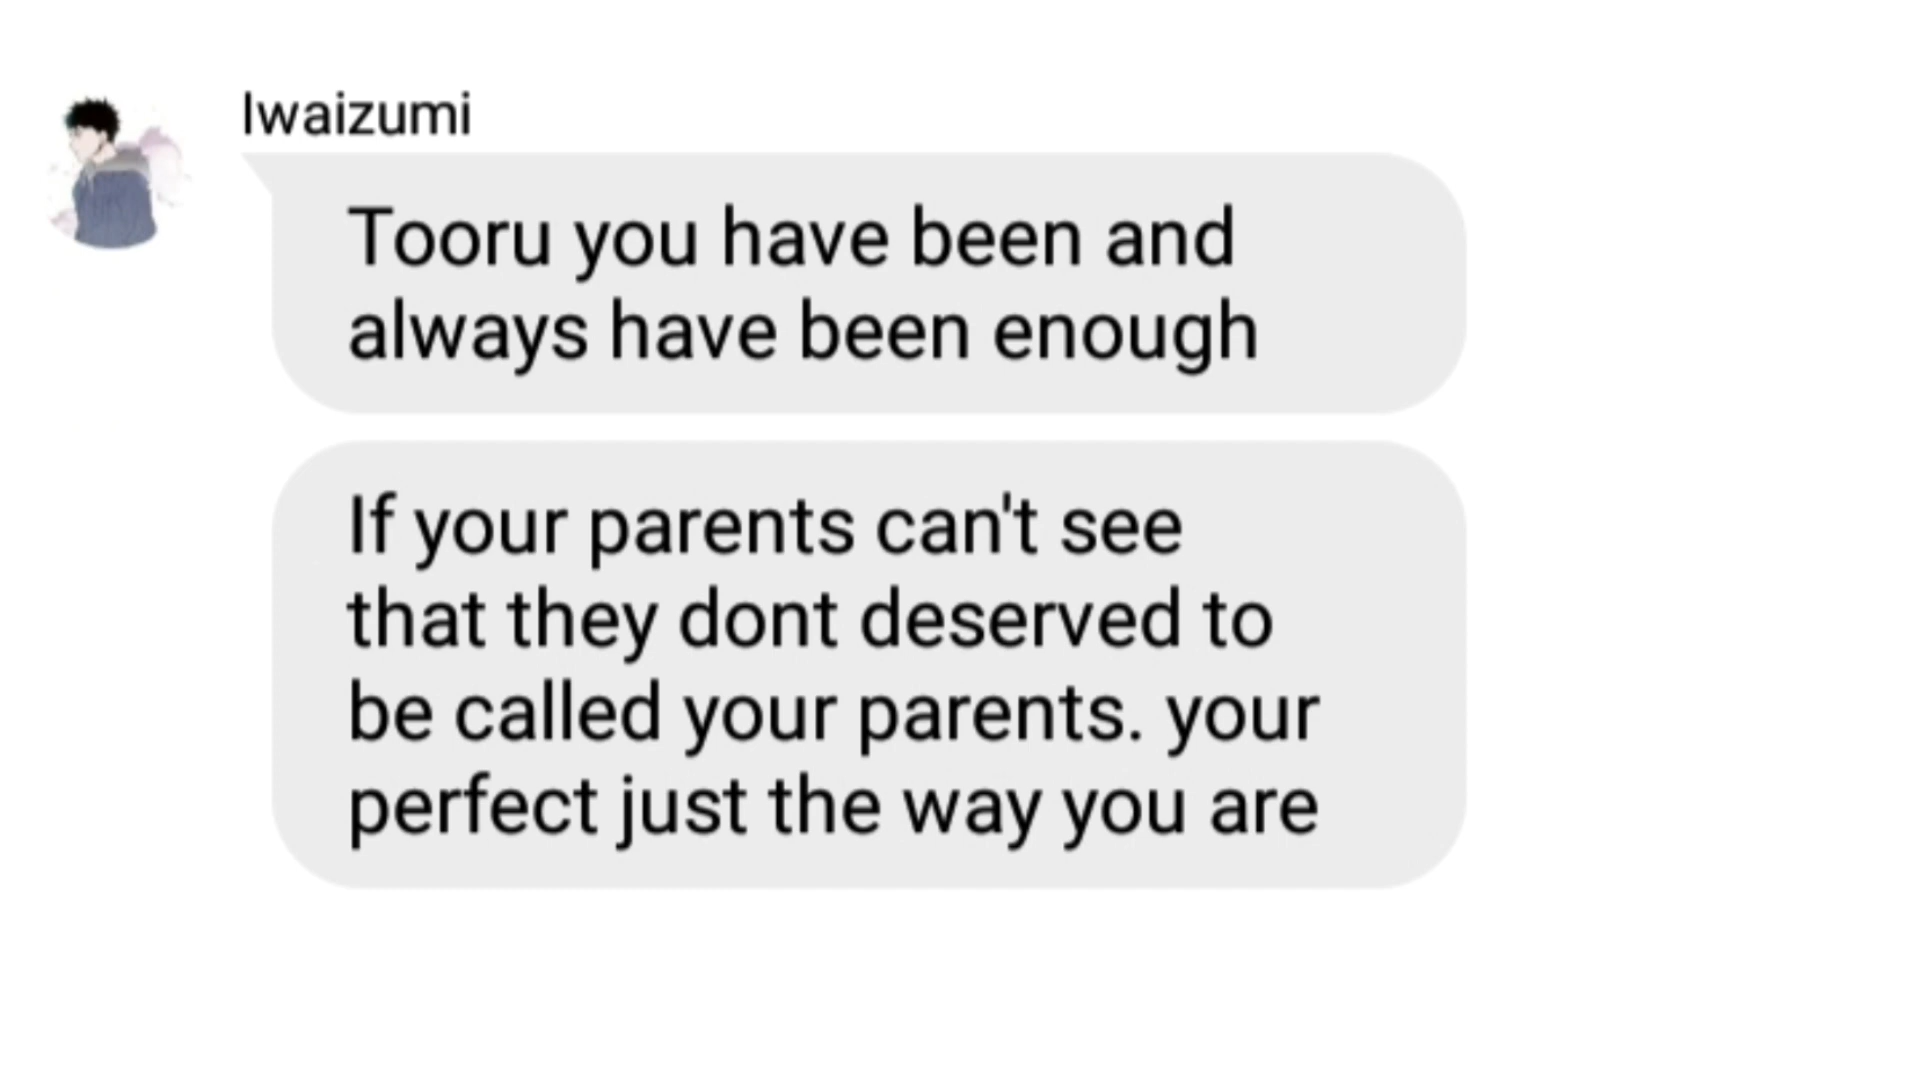 Iwaizumi
Tooru you have been and
always have been enough
If your parents can't see
that they dont deserved to
be called your parents. your
perfect just the way you are